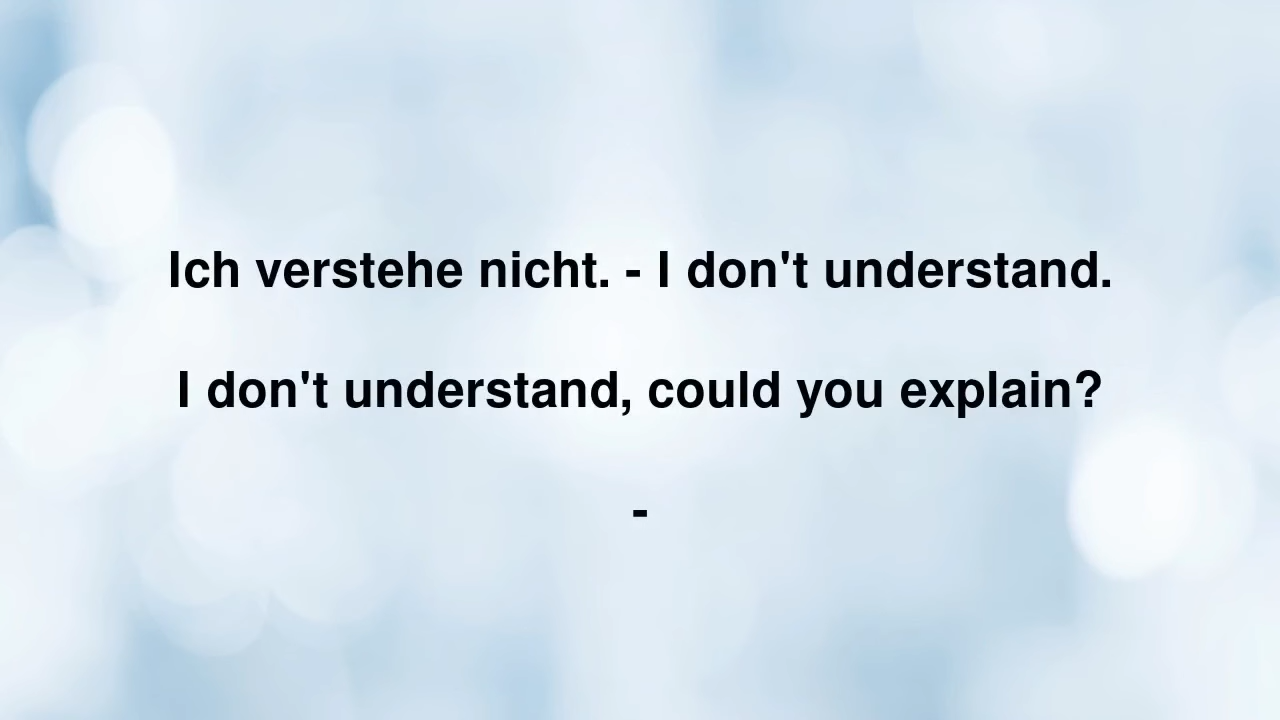 Ich verstehe nicht. - I don't understand.
I don't understand, could you explain?
-